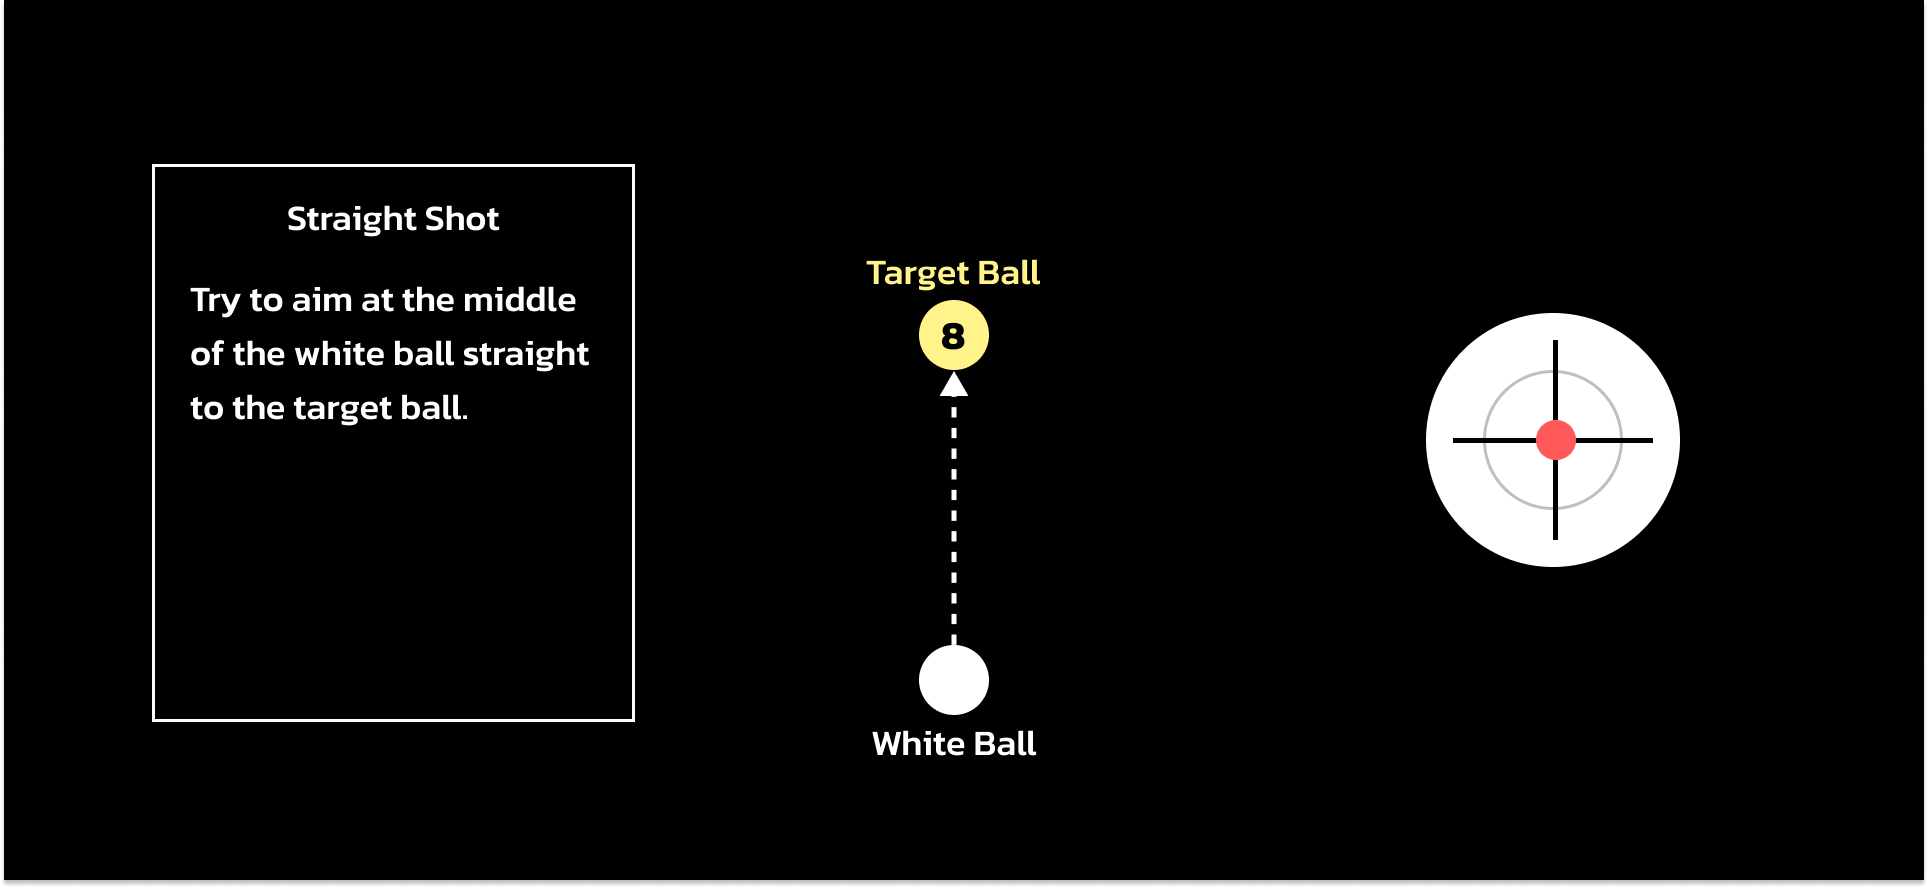 Straight Shot
Try to aim at the middle
of the white ball straight
to the target ball.
Target Ball
8
White Ball